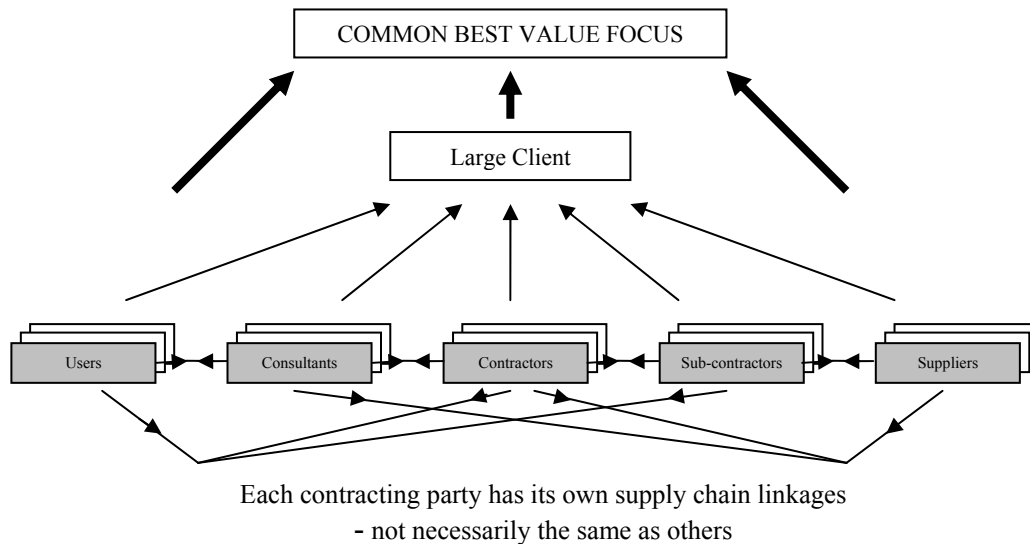 COMMON BEST VALUE FOCUS
Large Client
Users
Consultants
Contractors
Sub-contractors
Suppliers
Each contracting party has its own supply chain linkages
- not necessarily the same as others